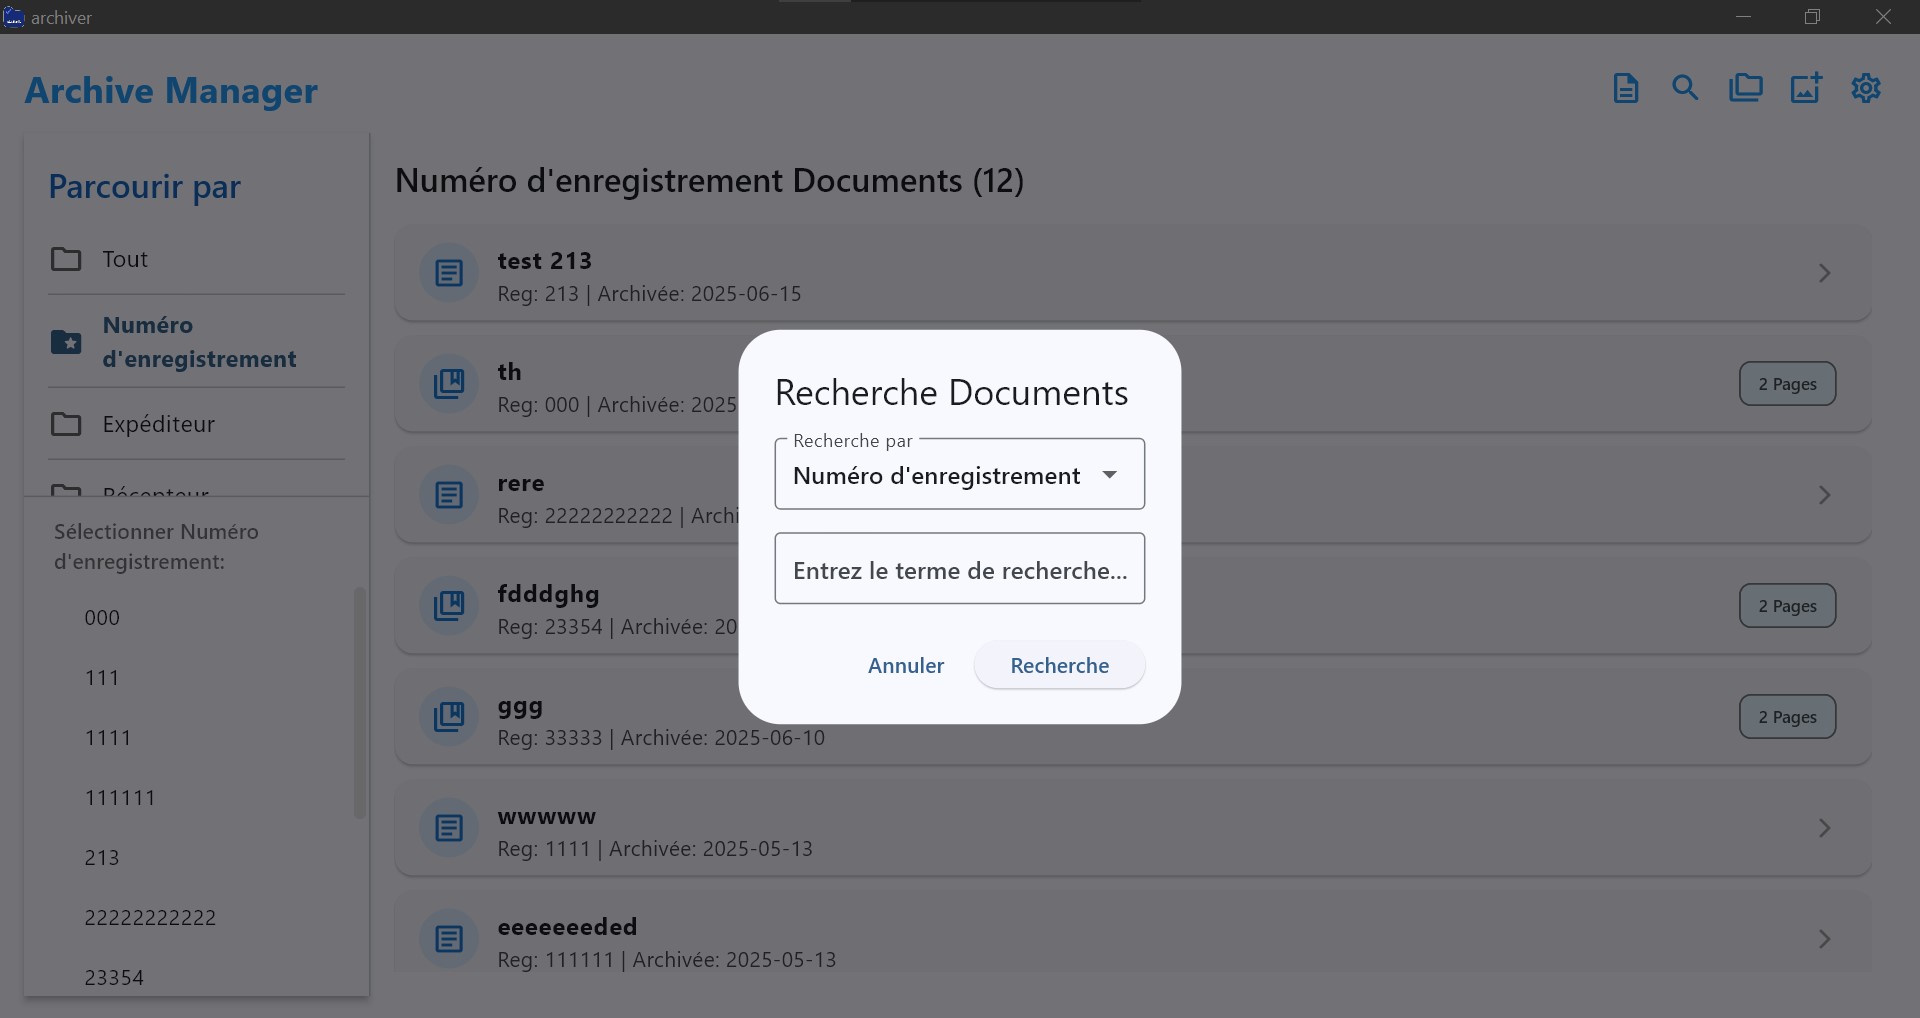 archiver
Archive Manager
Parcourir par
Tout
Numéro
d'enregistrement
Expéditeur
Récepteur
Sélectionner Numéro
d'enregistrement:
000
111
1111
111111
213
22222222222
23354
Numéro d'enregistrement Documents (12)
test 213
Reg: 213 | Archivée: 2025-06-15
th
Reg: 000 | Archivée: 2025
2 Pages
rere
Reg: 22222222222 | Archi
fdddghg
Reg: 23354 | Archivée: 20
2 Pages
ggg
Reg: 33333 | Archivée: 2025-06-10
2 Pages
wwwww
Reg: 1111 | Archivée: 2025-05-13
eeeeeeded
Reg: 111111 | Archivée: 2025-05-13
Recherche Documents
Recherche par
Numéro d'enregistrement
Entrez le terme de recherche...
Annuler
Recherche